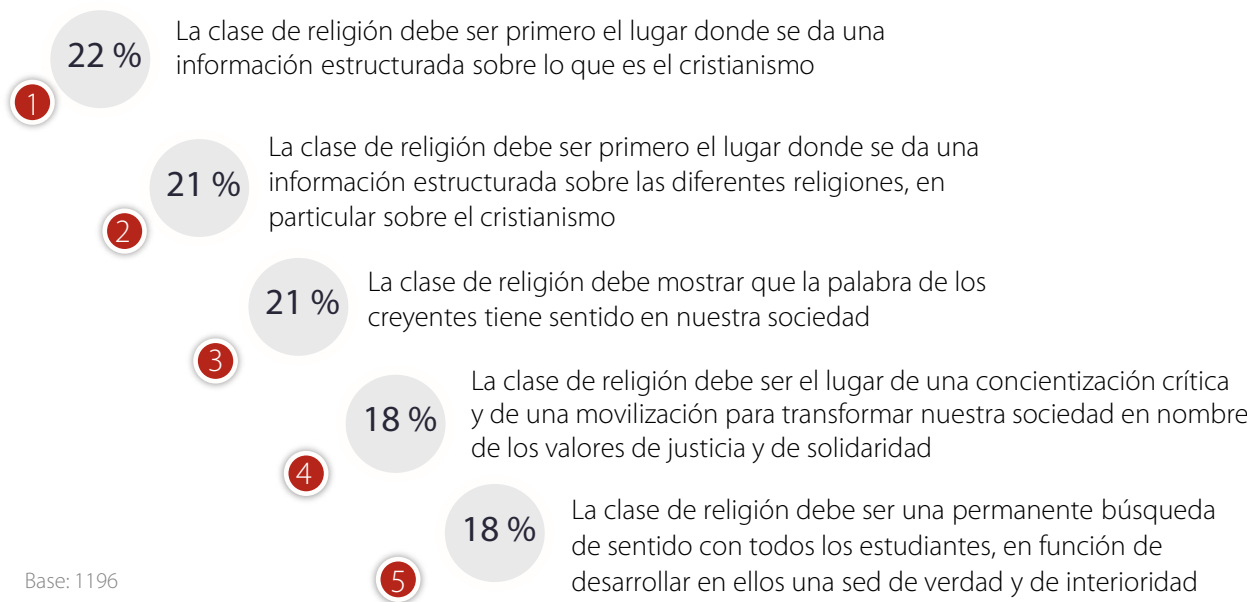 22 %
La clase de religión debe ser primero el lugar donde se da una
información estructurada sobre lo que es el cristianismo
1
21 %
La clase de religión debe ser primero el lugar donde se da una
información estructurada sobre las diferentes religiones, en
particular sobre el cristianismo
2
21 %
La clase de religión debe mostrar que la palabra de los
creyentes tiene sentido en nuestra sociedad
3
18 %
La clase de religión debe ser el lugar de una concientización crítica
y de una movilización para transformar nuestra sociedad en nombre
de los valores de justicia y de solidaridad
4
18 %
La clase de religión debe ser una permanente búsqueda
de sentido con todos los estudiantes, en función de
desarrollar en ellos una sed de verdad y de interioridad
5
Base: 1196